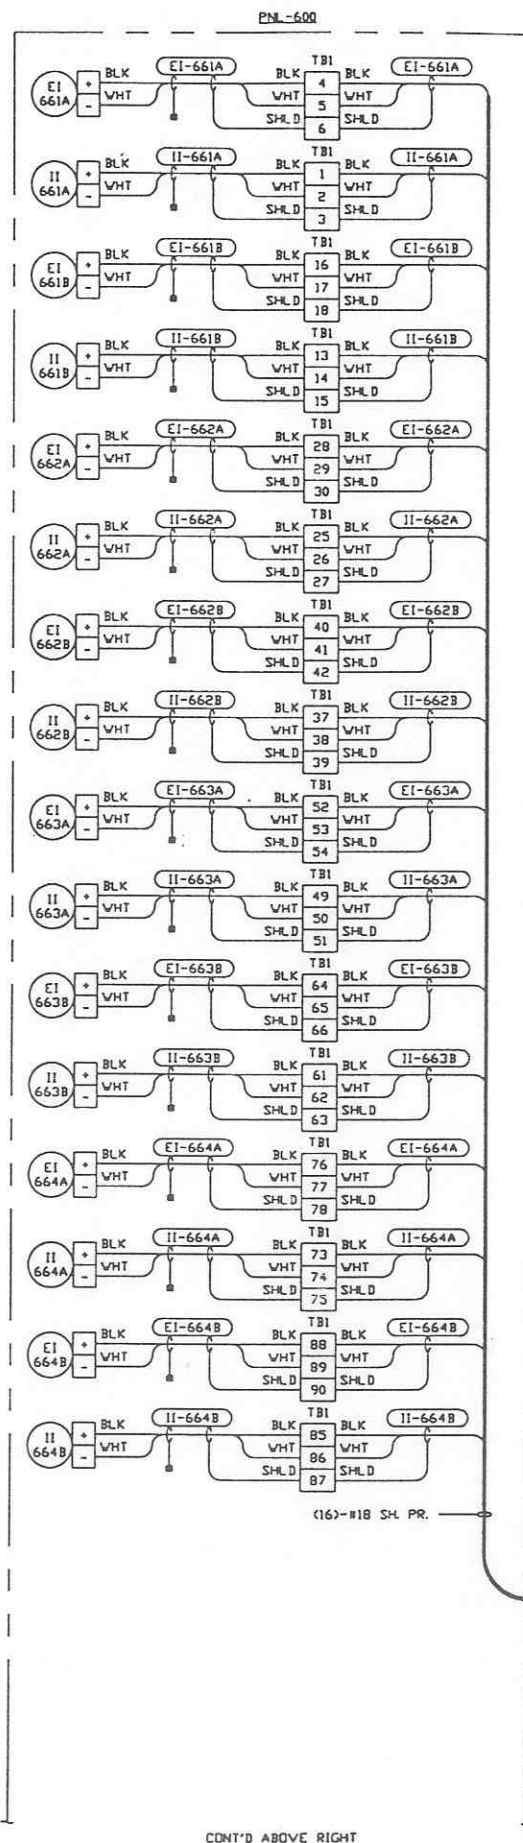 PNL-600
EI-661A TB1 EI-661A
EI 661A + BLK BLK 4 BLK
- WHT WHT 5 WHT
SHLD 6 SHLD
II-661A TB1 II-661A
II 661A + BLK BLK 1 BLK
- WHT WHT 2 WHT
SHLD 3 SHLD
EI-661B TB1 EI-661B
EI 661B + BLK BLK 16 BLK
- WHT WHT 17 WHT
SHLD 18 SHLD
II-661B TB1 II-661B
II 661B + BLK BLK 13 BLK
- WHT WHT 14 WHT
SHLD 15 SHLD
EI-662A TB1 EI-662A
EI 662A + BLK BLK 28 BLK
- WHT WHT 29 WHT
SHLD 30 SHLD
II-662A TB1 II-662A
II 662A + BLK BLK 25 BLK
- WHT WHT 26 WHT
SHLD 27 SHLD
EI-662B TB1 EI-662B
EI 662B + BLK BLK 40 BLK
- WHT WHT 41 WHT
SHLD 42 SHLD
II-662B TB1 II-662B
II 662B + BLK BLK 37 BLK
- WHT WHT 38 WHT
SHLD 39 SHLD
EI-663A TB1 EI-663A
EI 663A + BLK BLK 52 BLK
- WHT WHT 53 WHT
SHLD 54 SHLD
II-663A TB1 II-663A
II 663A + BLK BLK 49 BLK
- WHT WHT 50 WHT
SHLD 51 SHLD
EI-663B TB1 EI-663B
EI 663B + BLK BLK 64 BLK
- WHT WHT 65 WHT
SHLD 66 SHLD
II-663B TB1 II-663B
II 663B + BLK BLK 61 BLK
- WHT WHT 62 WHT
SHLD 63 SHLD
EI-664A TB1 EI-664A
EI 664A + BLK BLK 76 BLK
- WHT WHT 77 WHT
SHLD 78 SHLD
II-664A TB1 II-664A
II 664A + BLK BLK 73 BLK
- WHT WHT 74 WHT
SHLD 75 SHLD
EI-664B TB1 EI-664B
EI 664B + BLK BLK 88 BLK
- WHT WHT 89 WHT
SHLD 90 SHLD
II-664B TB1 II-664B
II 664B + BLK BLK 85 BLK
- WHT WHT 86 WHT
SHLD 87 SHLD
(16)-#18 SH. PR.
CONT'D ABOVE RIGHT